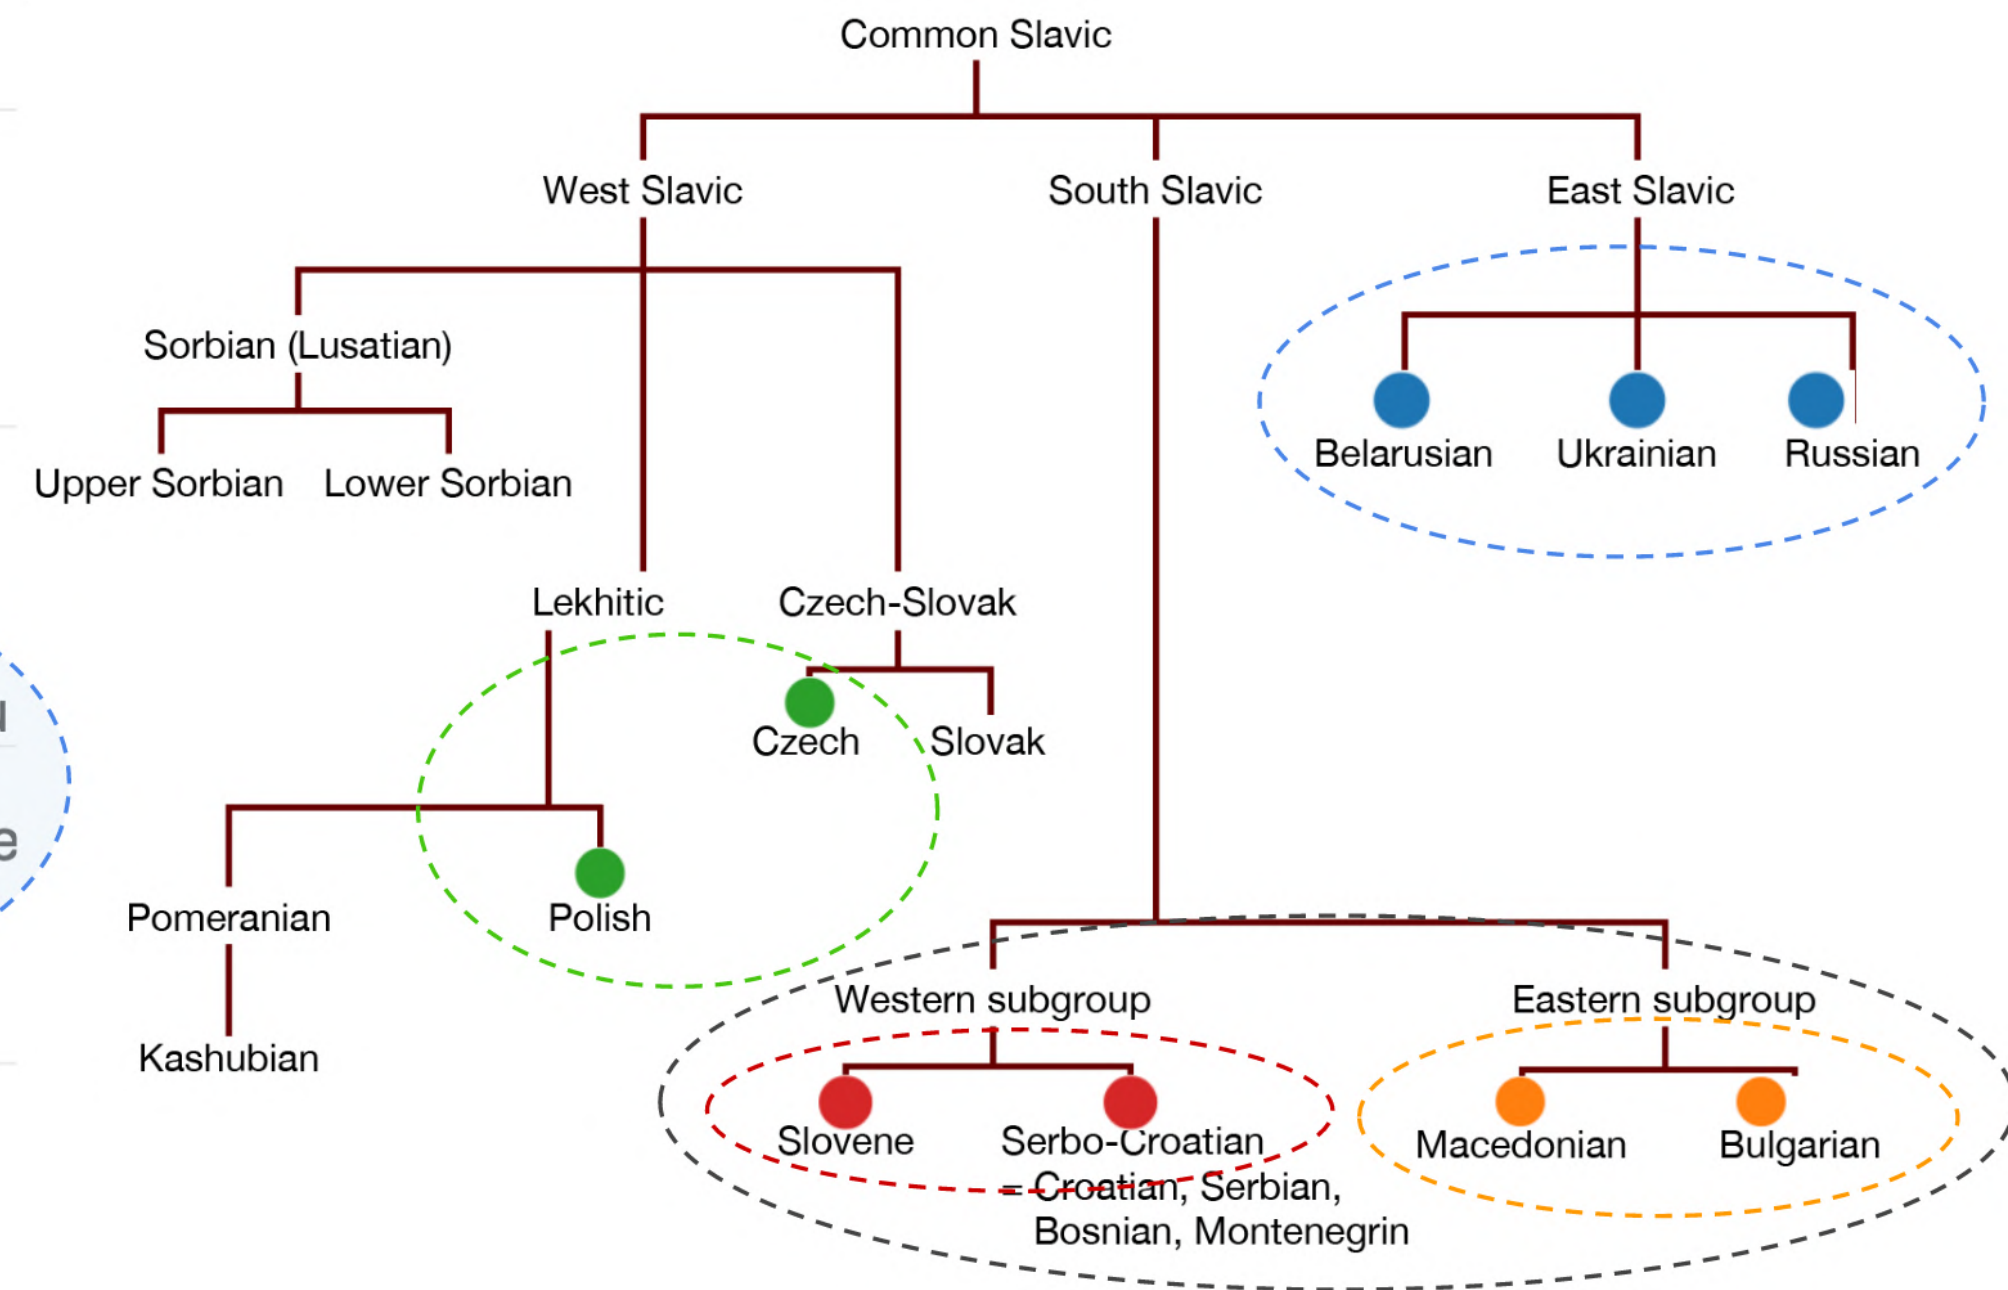 Common Slavic
West Slavic
South Slavic
East Slavic
Sorbian (Lusatian)
Upper Sorbian
Lower Sorbian
Belarusian
Ukrainian
Russian
Lekhitic
Czech-Slovak
Czech
Slovak
Pomeranian
Polish
Kashubian
Western subgroup
Eastern subgroup
Slovene
Serbo-Croatian
= Croatian, Serbian,
Bosnian, Montenegrin
Macedonian
Bulgarian